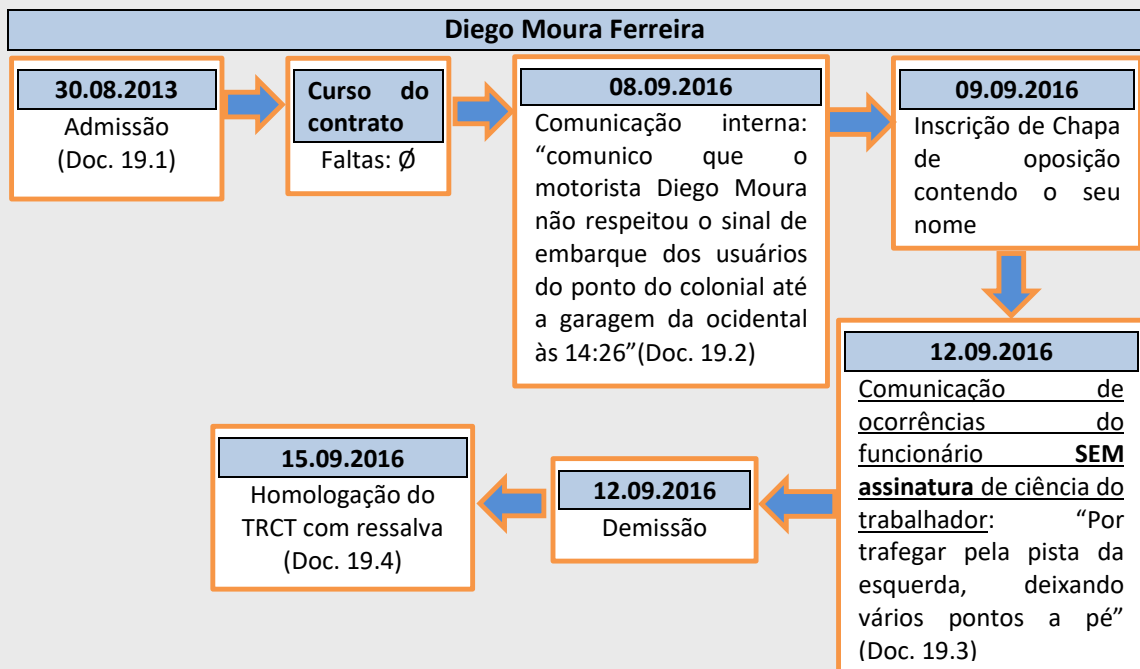 Diego Moura Ferreira
30.08.2013
Admissão
(Doc. 19.1)
Curso do
contrato
Faltas: Ø
08.09.2016
Comunicação interna:
“comunico que o
motorista Diego Moura
não respeitou o sinal de
embarque dos usuários
do ponto do colonial até
a garagem da ocidental
às 14:26”(Doc. 19.2)
09.09.2016
Inscrição de Chapa
de oposição
contendo o seu
nome
12.09.2016
Comunicação de
ocorrências do
funcionário SEM
assinatura de ciência do
trabalhador: “Por
trafegar pela pista da
esquerda, deixando
vários pontos a pé”
(Doc. 19.3)
12.09.2016
Demissão
15.09.2016
Homologação do
TRCT com ressalva
(Doc. 19.4)